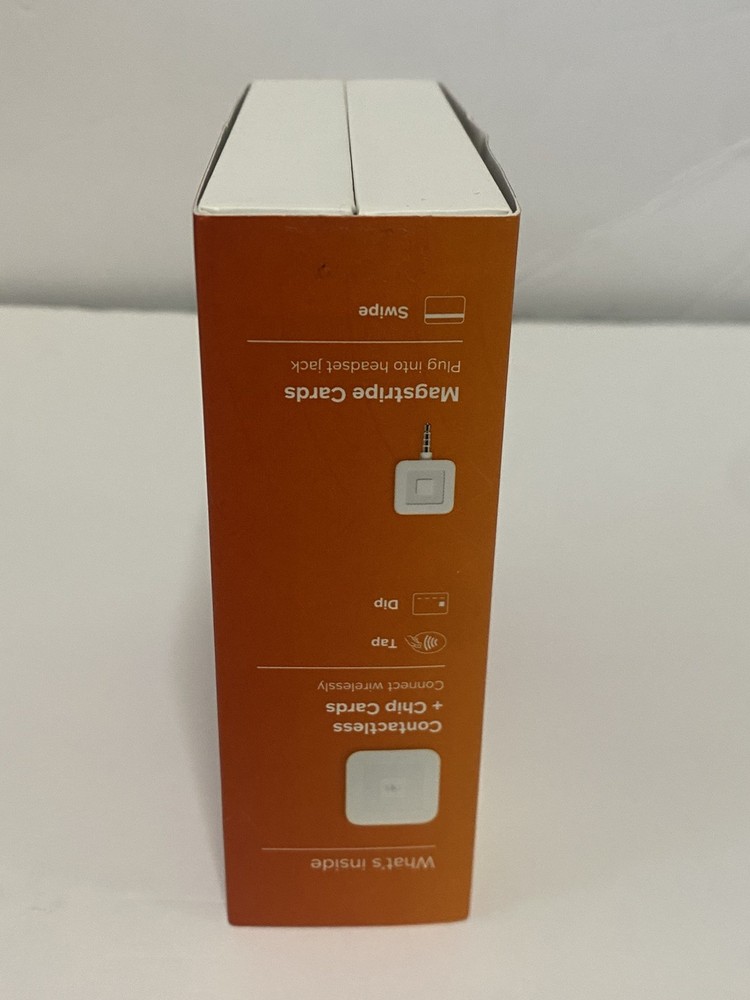 What's inside
Contactless
+ Chip Cards
Connect wirelessly
Tap
Dip
Magstripe Cards
Plug into headset jack
Swipe